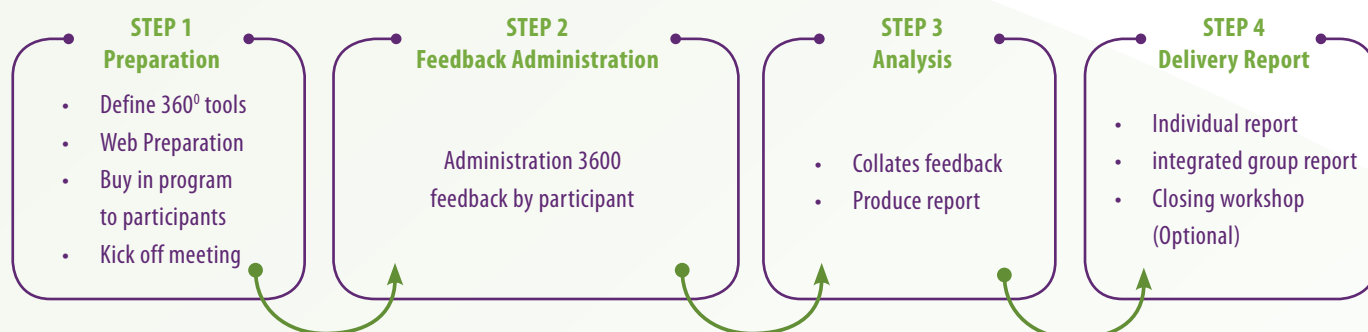 STEP 1
Preparation
• Define 360⁰ tools
• Web Preparation
• Buy in program
to participants
• Kick off meeting
STEP 2
Feedback Administration
Administration 3600
feedback by participant
STEP 3
Analysis
• Collates feedback
• Produce report
STEP 4
Delivery Report
• Individual report
• integrated group report
• Closing workshop
(Optional)